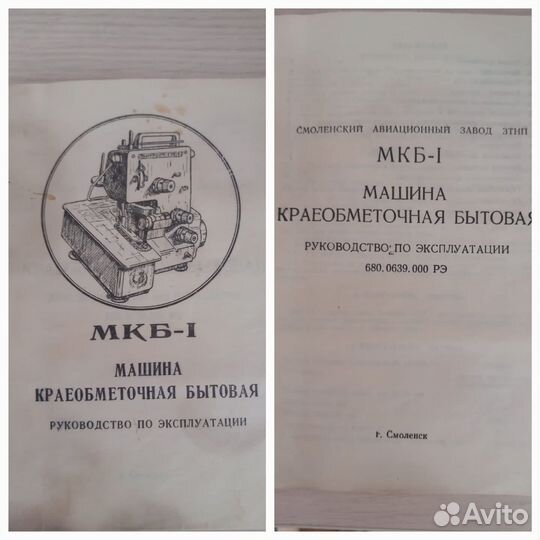 МКБ-I
МАШИНА
КРАЕОБМЕТОЧНАЯ БЫТОВАЯ
РУКОВОДСТВО ПО ЭКСПЛУАТАЦИИ
СМОЛЕНСКИЙ АВИАЦИОННЫЙ ЗАВОД ЗТНП
МКБ-I
МАШИНА
КРАЕОБМЕТОЧНАЯ БЫТОВАЯ
РУКОВОДСТВО ПО ЭКСПЛУАТАЦИИ
680.0639.000 РЭ
г. Смоленск
Avito